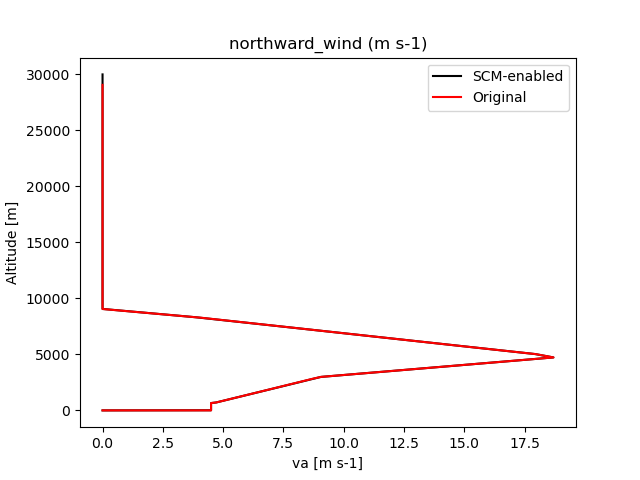 northward_wind (m s-1)
SCM-enabled
Original
Altitude [m]
30000
25000
20000
15000
10000
5000
0
0.0 2.5 5.0 7.5 10.0 12.5 15.0 17.5
va [m s-1]